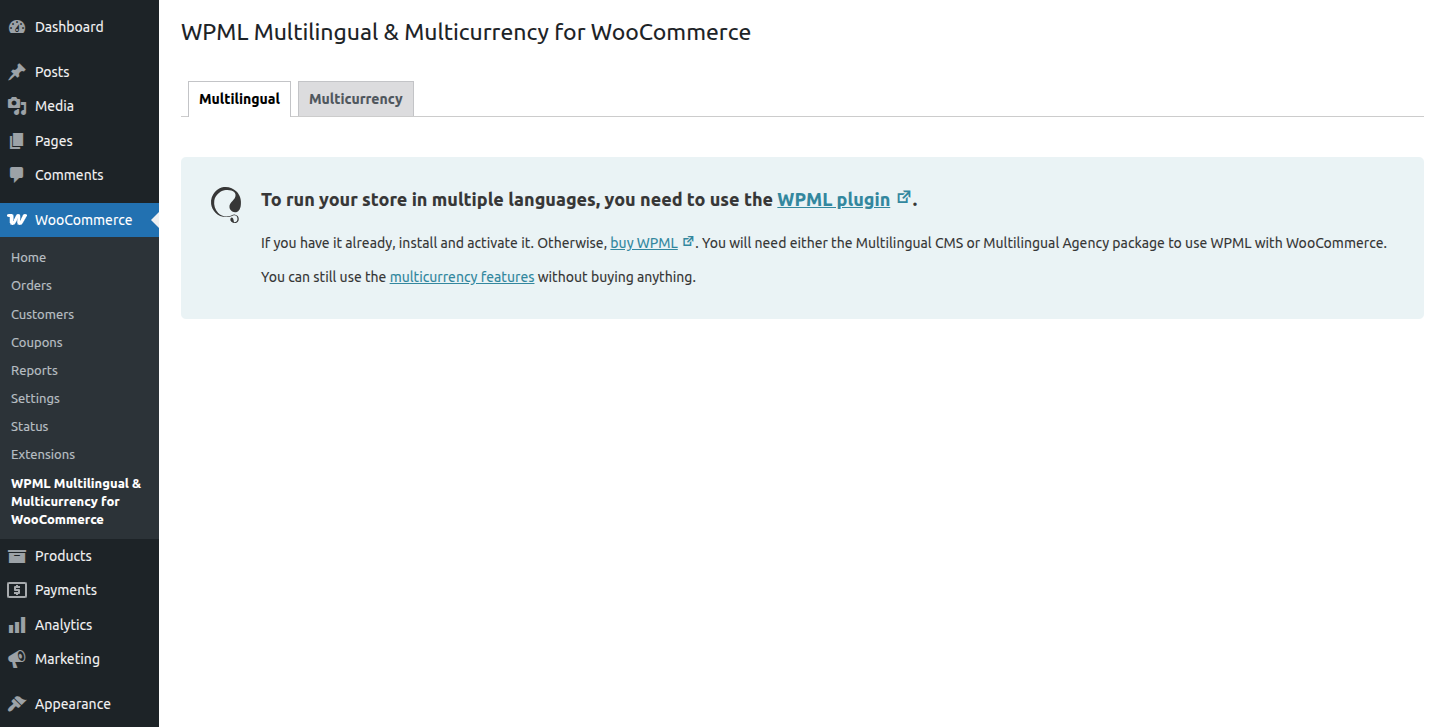 Dashboard
Posts
Media
Pages
Comments
WooCommerce
Home
Orders
Customers
Coupons
Reports
Settings
Status
Extensions
WPML Multilingual &
Multicurrency for
WooCommerce
Products
Payments
Analytics
Marketing
Appearance
WPML Multilingual & Multicurrency for WooCommerce
Multilingual
Multicurrency
To run your store in multiple languages, you need to use the WPML plugin.
If you have it already, install and activate it. Otherwise, buy WPML. You will need either the Multilingual CMS or Multilingual Agency package to use WPML with WooCommerce.
You can still use the multicurrency features without buying anything.